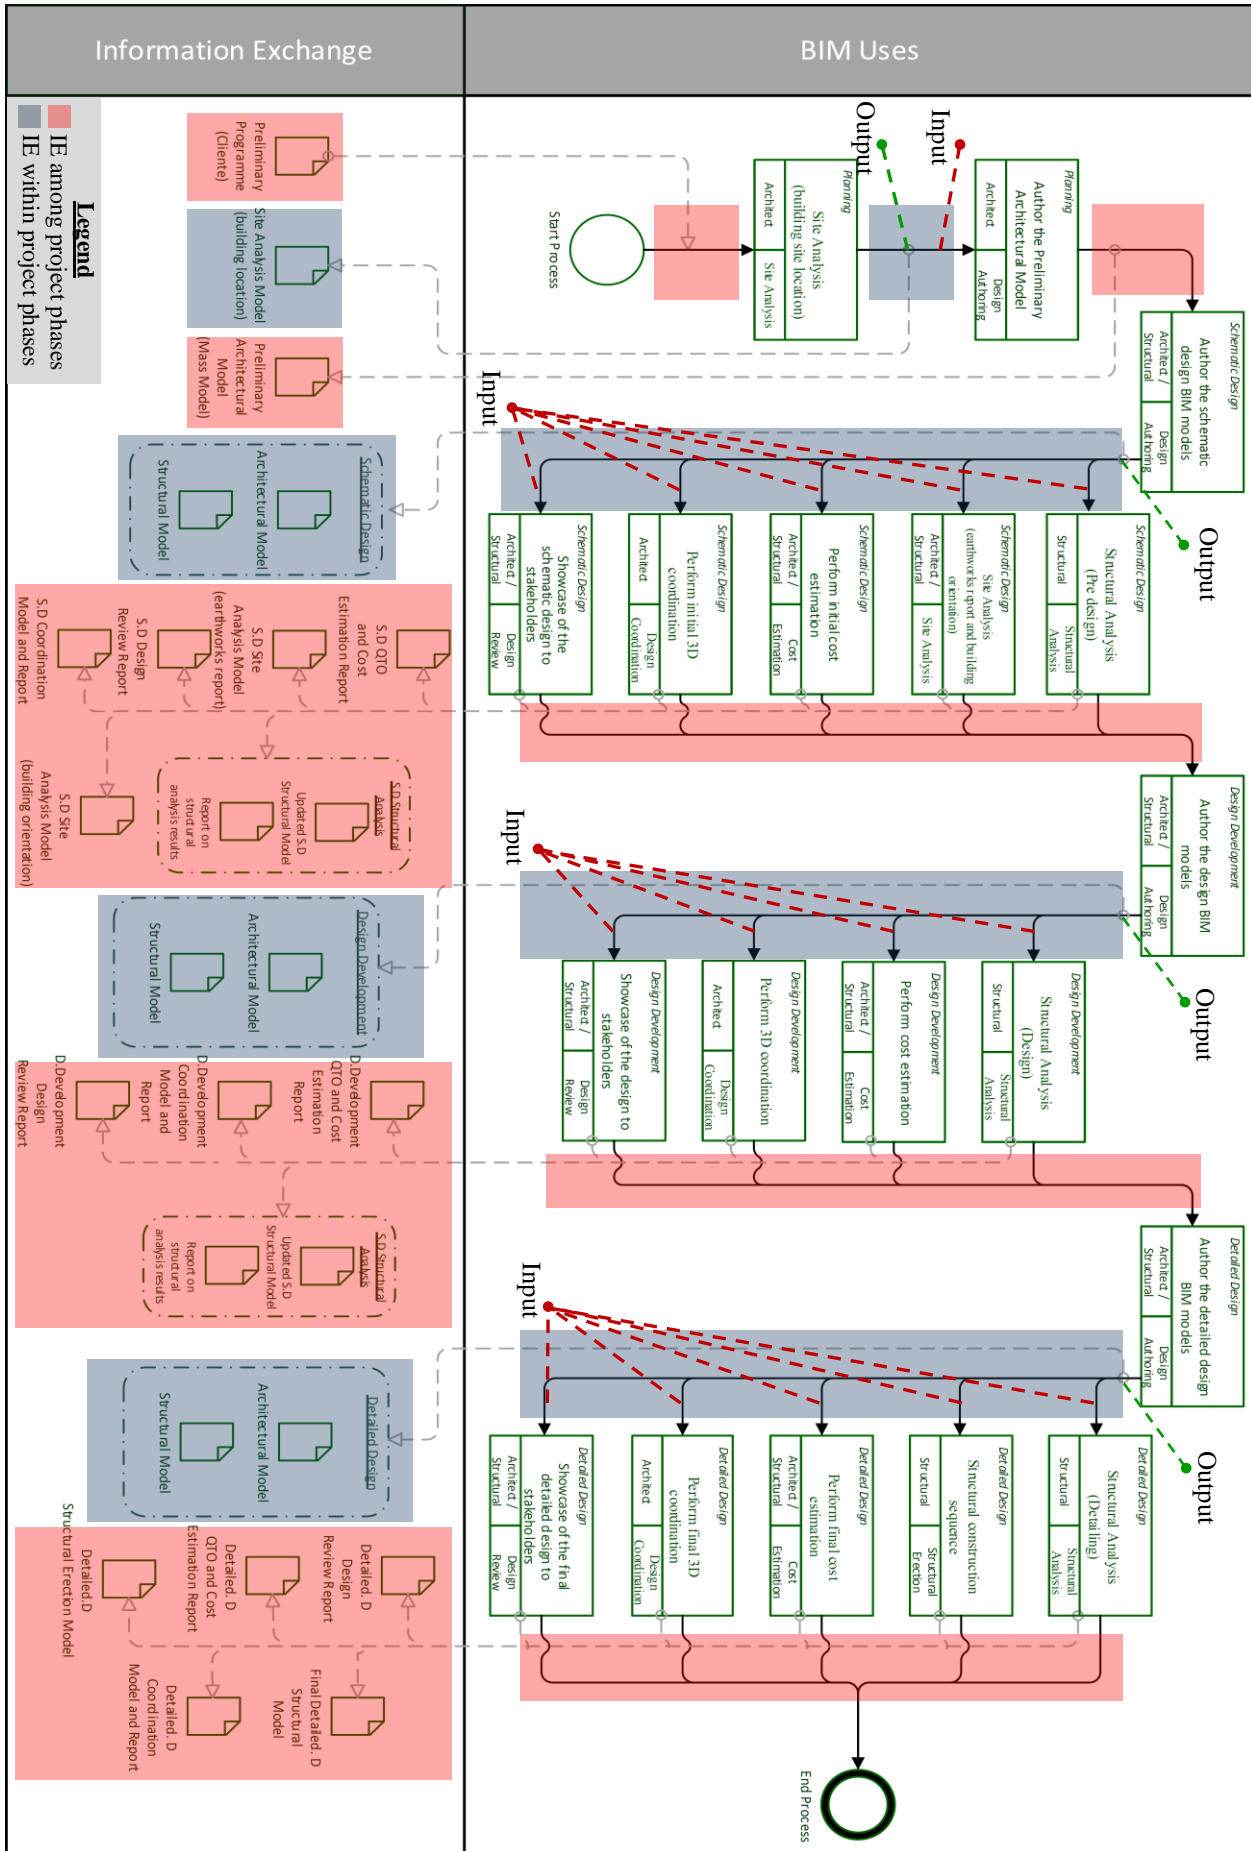 Information Exchange
BIM Uses
Legend
IE among project phases
IE within project phases
Preliminary
Programme
(Cliente)
Site Analysis Model
(building location)
Preliminary
Architectural
Model
(Mass Model)
Start Process
Planning
Site Analysis
(building site location)
Architect
Site Analysis
Output
Input
Planning
Author the Preliminary
Architectural Model
Architect
Design
Authoring
Schematic Design
Author the schematic
design BIM models
Architect /
Structural
Design
Authoring
Input
Output
Schematic Design
Structural Analysis
(Pre design)
Structural
Structural
Analysis
Schematic Design
Site Analysis
(earthworks report and building
orientation)
Architect /
Structural
Site Analysis
Schematic Design
Perform initial cost
estimation
Architect /
Structural
Cost
Estimation
Schematic Design
Perform initial 3D
coordination
Architect
Design
Coordination
Schematic Design
Showcase of the
schematic design to
stakeholders
Architect /
Structural
Design
Review
Schematic Design
Architectural Model
Structural Model
S.D QTO
and Cost
Estimation Report
S.D Site
Analysis Model
(earthworks report)
S.D Design
Review Report
S.D Coordination
Model and Report
S.D Structural
Analysis
Updated S.D
Structural Model
Report on
structural
analysis results
S.D Site
Analysis Model
(building orientation)
Design Development
Author the design BIM
models
Architect /
Structural
Design
Authoring
Input
Output
Design Development
Structural Analysis
(Design)
Structural
Structural
Analysis
Design Development
Perform cost estimation
Architect /
Structural
Cost
Estimation
Design Development
Perform 3D coordination
Architect
Design
Coordination
Design Development
Showcase of the design to
stakeholders
Architect /
Structural
Design
Review
Design Development
Architectural Model
Structural Model
D.Development
QTO and Cost
Estimation
Report
D.Development
Coordination
Model and
Report
D.Development
Design
Review Report
S.D Structural
Analysis
Updated S.D
Structural Model
Report on
structural
analysis results
Detailed Design
Author the detailed design
BIM models
Architect /
Structural
Design
Authoring
Input
Output
Detailed Design
Structural Analysis
(Detailing)
Structural
Structural
Analysis
Detailed Design
Structural construction
sequence
Structural
Structural
Erection
Detailed Design
Perform final cost
estimation
Architect /
Structural
Cost
Estimation
Detailed Design
Perform final 3D
coordination
Architect
Design
Coordination
Detailed Design
Showcase of the final
detailed design to
stakeholders
Architect /
Structural
Design
Review
Detailed Design
Architectural Model
Structural Model
Detailed. D
Design
Review Report
Detailed. D
QTO and Cost
Estimation Report
Detailed.D
Structural Erection Model
Final Detailed. D
Structural
Model
Detailed. D
Coordination
Model and Report
End Process